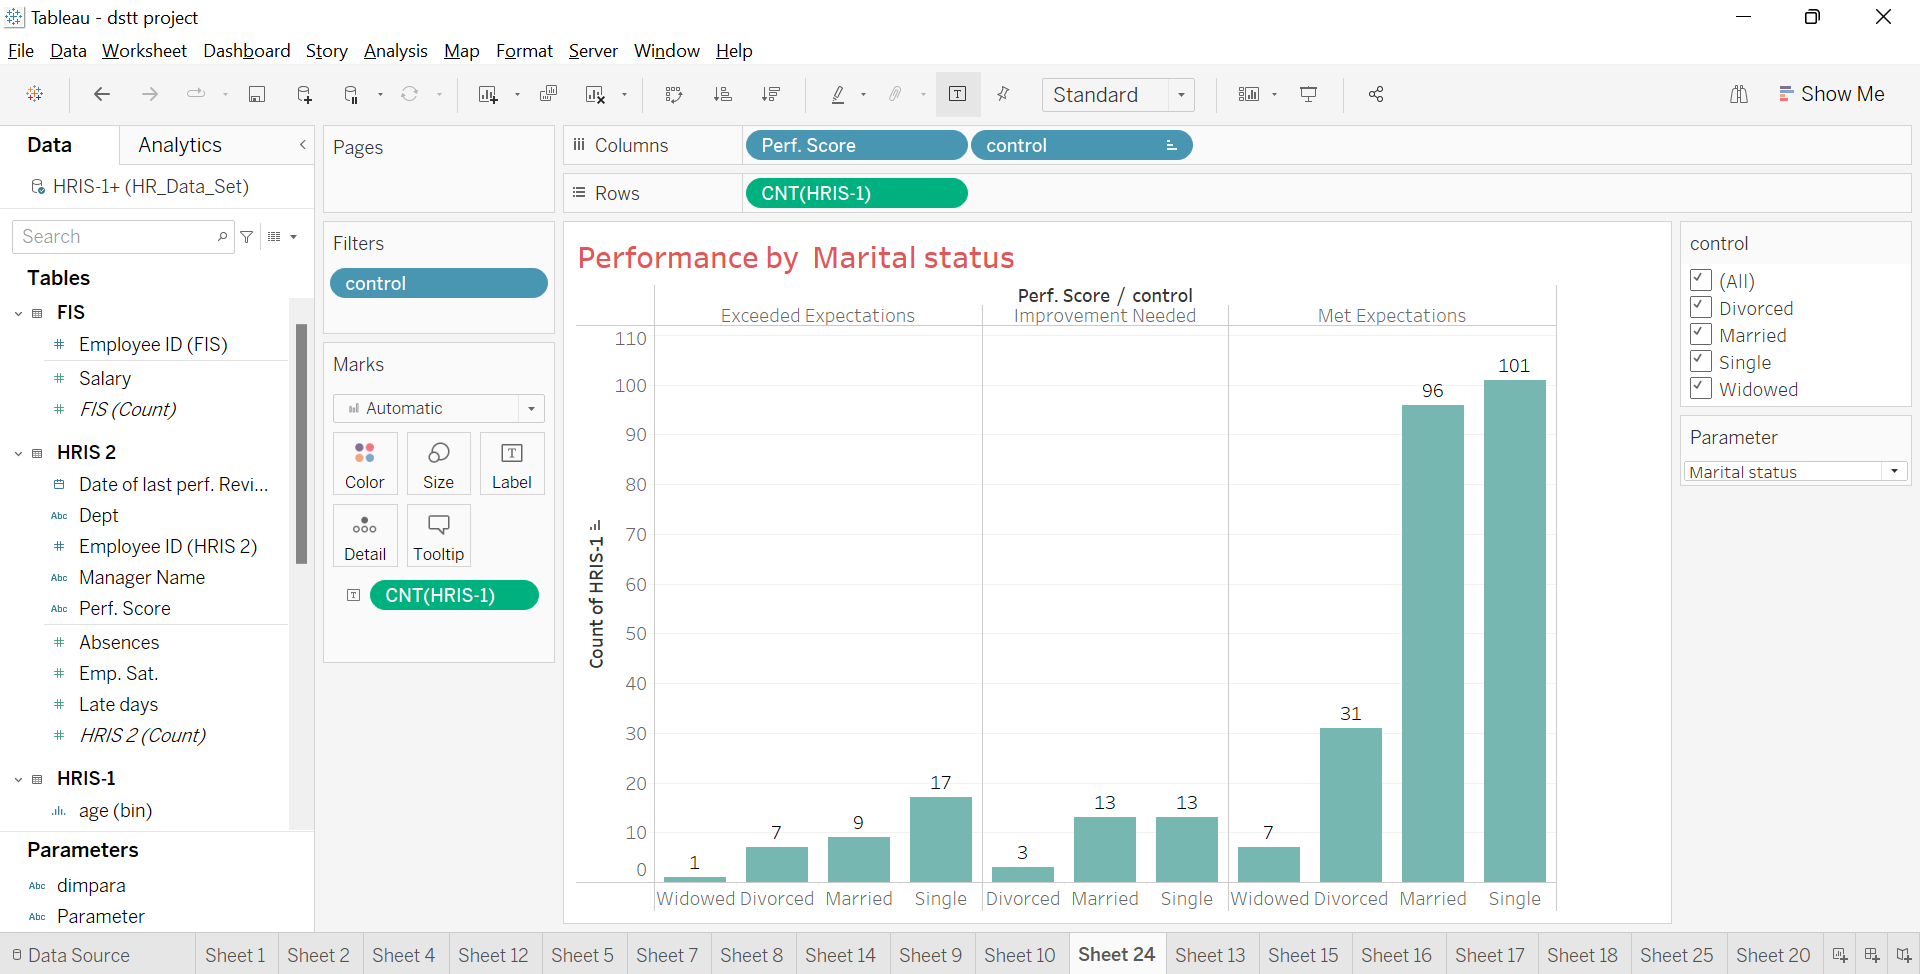 Tableau - dstt project
File Data Worksheet Dashboard Story Analysis Map Format Server Window Help
Standard
Show Me
Data Analytics
HRIS-1+ (HR_Data_Set)
Search
Tables
FIS
# Employee ID (FIS)
# Salary
# FIS (Count)
HRIS 2
Date of last perf. Revi...
Abc Dept
# Employee ID (HRIS 2)
Abc Manager Name
Abc Perf. Score
# Absences
# Emp. Sat.
# Late days
# HRIS 2 (Count)
HRIS-1
age (bin)
Parameters
Abc dimpara
Abc Parameter
Pages
Filters
control
Marks
Automatic
Color Size Label
Detail Tooltip
CNT(HRIS-1)
Columns Perf. Score control
Rows CNT(HRIS-1)
Performance by  Marital status
Perf. Score / control
Exceeded Expectations Improvement Needed Met Expectations
Count of HRIS-1
110
100
90
80
70
60
50
40
30
20
10
0
1 7 9 17 3 13 13 7 31 96 101
Widowed Divorced Married Single Divorced Married Single Widowed Divorced Married Single
control
(All)
Divorced
Married
Single
Widowed
Parameter
Marital status
Data Source Sheet 1 Sheet 2 Sheet 4 Sheet 12 Sheet 5 Sheet 7 Sheet 8 Sheet 14 Sheet 9 Sheet 10 Sheet 24 Sheet 13 Sheet 15 Sheet 16 Sheet 17 Sheet 18 Sheet 25 Sheet 20